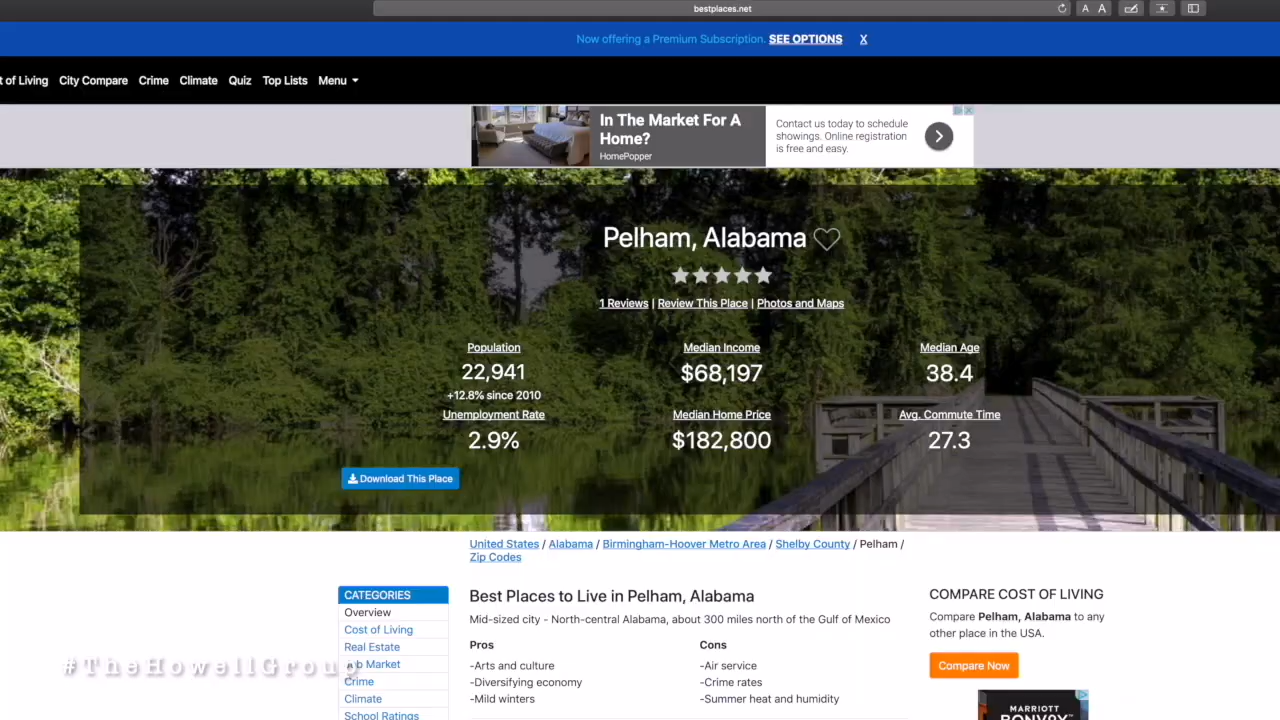 bestplaces.net
A A
Now offering a Premium Subscription. SEE OPTIONS X
t of Living City Compare Crime Climate Quiz Top Lists Menu
In The Market For A
Home?
HomePopper
Contact us today to schedule
showings. Online registration
is free and easy.
Pelham, Alabama
1 Reviews | Review This Place | Photos and Maps
Population
22,941
+12.8% since 2010
Median Income
$68,197
Median Age
38.4
Unemployment Rate
2.9%
Median Home Price
$182,800
Avg. Commute Time
27.3
Download This Place
United States / Alabama / Birmingham-Hoover Metro Area / Shelby County / Pelham /
Zip Codes
CATEGORIES
Overview
Cost of Living
Real Estate
Job Market
Crime
Climate
School Ratings
#TheHowellGroup
Best Places to Live in Pelham, Alabama
Mid-sized city - North-central Alabama, about 300 miles north of the Gulf of Mexico
Pros
-Arts and culture
-Diversifying economy
-Mild winters
Cons
-Air service
-Crime rates
-Summer heat and humidity
COMPARE COST OF LIVING
Compare Pelham, Alabama to any
other place in the USA.
Compare Now
MARRIOTT
BONVOY